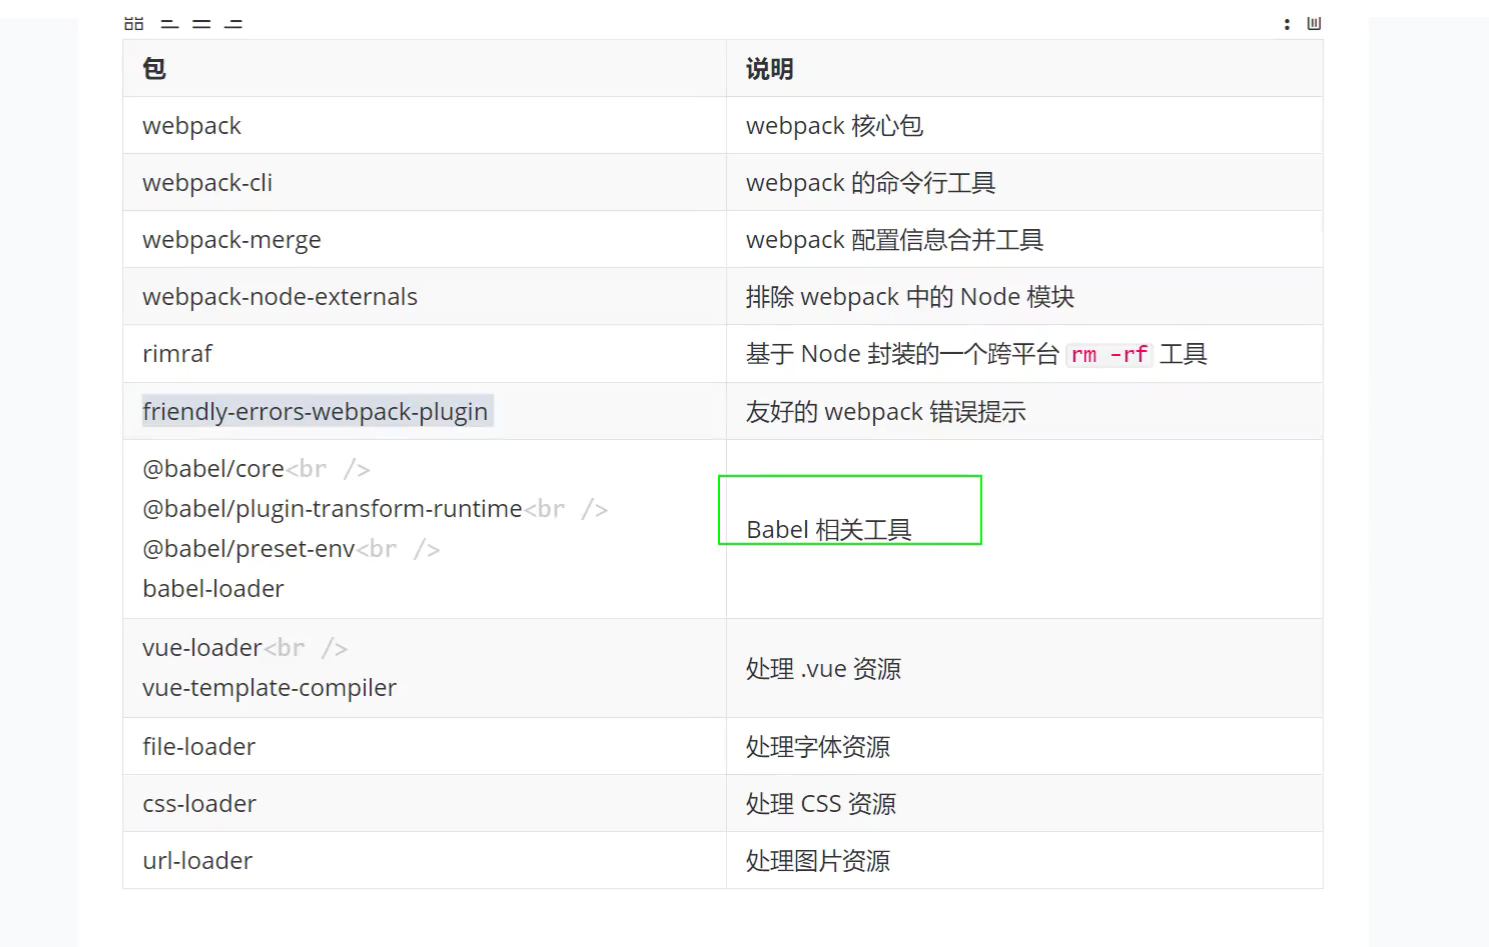 包 说明
webpack webpack 核心包
webpack-cli webpack 的命令行工具
webpack-merge webpack 配置信息合并工具
webpack-node-externals 排除 webpack 中的 Node 模块
rimraf 基于 Node 封装的一个跨平台 rm -rf 工具
friendly-errors-webpack-plugin 友好的 webpack 错误提示
@babel/core<br />
@babel/plugin-transform-runtime<br />
@babel/preset-env<br />
babel-loader
Babel 相关工具
vue-loader<br />
vue-template-compiler
处理 .vue 资源
file-loader 处理字体资源
css-loader 处理 CSS 资源
url-loader 处理图片资源